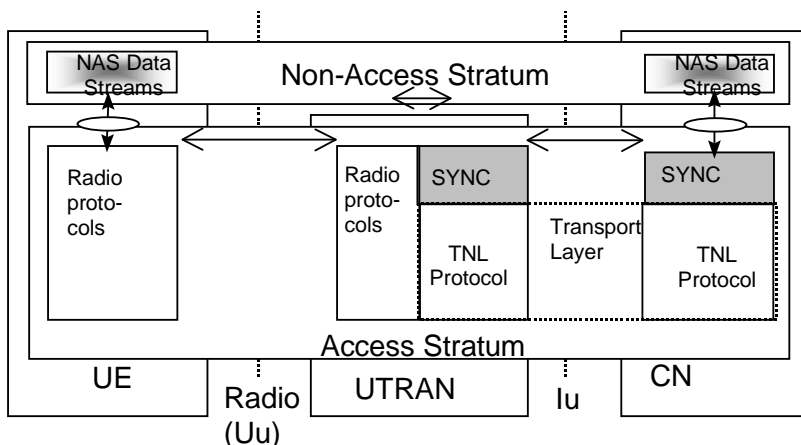 NAS Data
Streams
Non-Access Stratum
NAS Data
Streams
Radio
proto-
cols
Radio
proto-
cols
SYNC
TNL
Protocol
Transport
Layer
SYNC
TNL
Protocol
Access Stratum
UE
Radio
(Uu)
UTRAN
Iu
CN